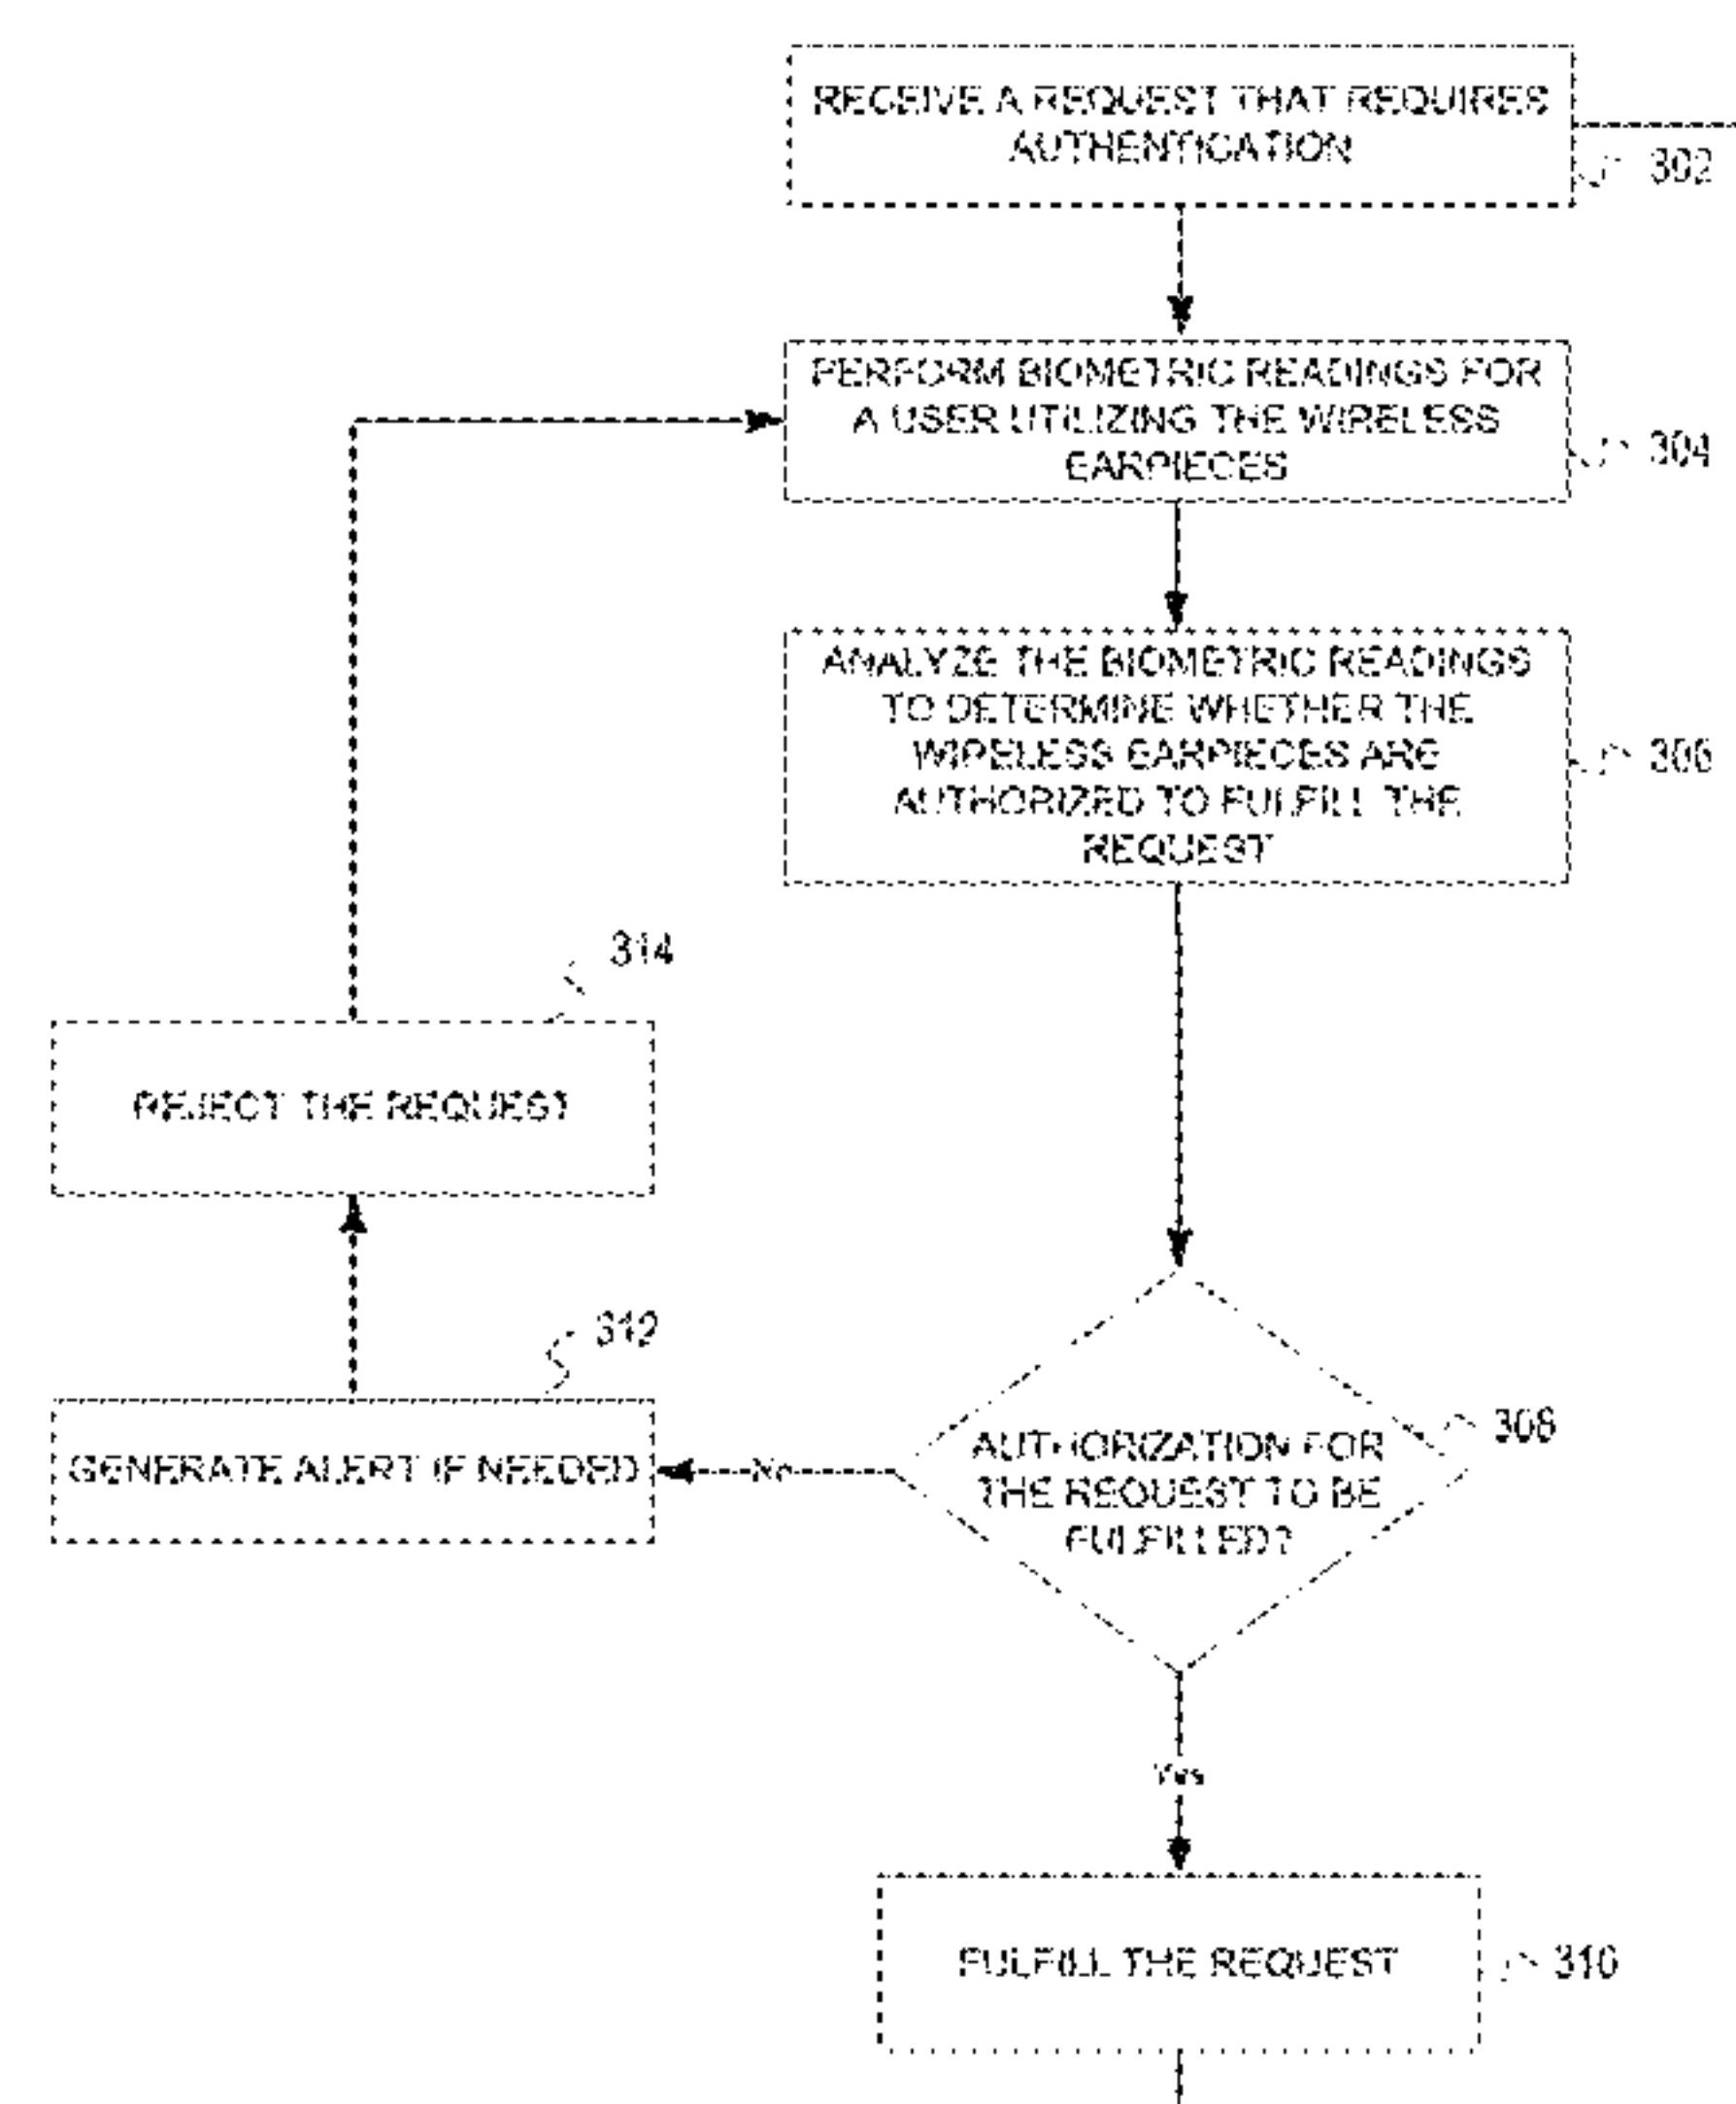 RECEIVE A REQUEST THAT REQUIRES
AUTHENTICATION
302
PERFORM BIOMETRIC READINGS FOR
A USER UTILIZING THE WIRELESS
EARPIECES
304
ANALYZE THE BIOMETRIC READINGS
TO DETERMINE WHETHER THE
WIRELESS EARPIECES ARE
AUTHORIZED TO FULFILL THE
REQUEST
306
314
REJECT THE REQUEST
312
GENERATE ALERT IF NEEDED
No
308
AUTHORIZATION FOR
THE REQUEST TO BE
FULFILLED?
Yes
FULFILL THE REQUEST
310